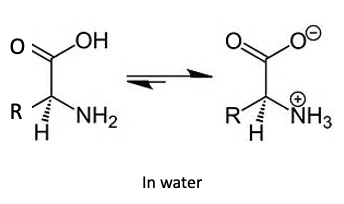 O OH O O⊖
R NH₂ R ⊕NH₃
H H
In water